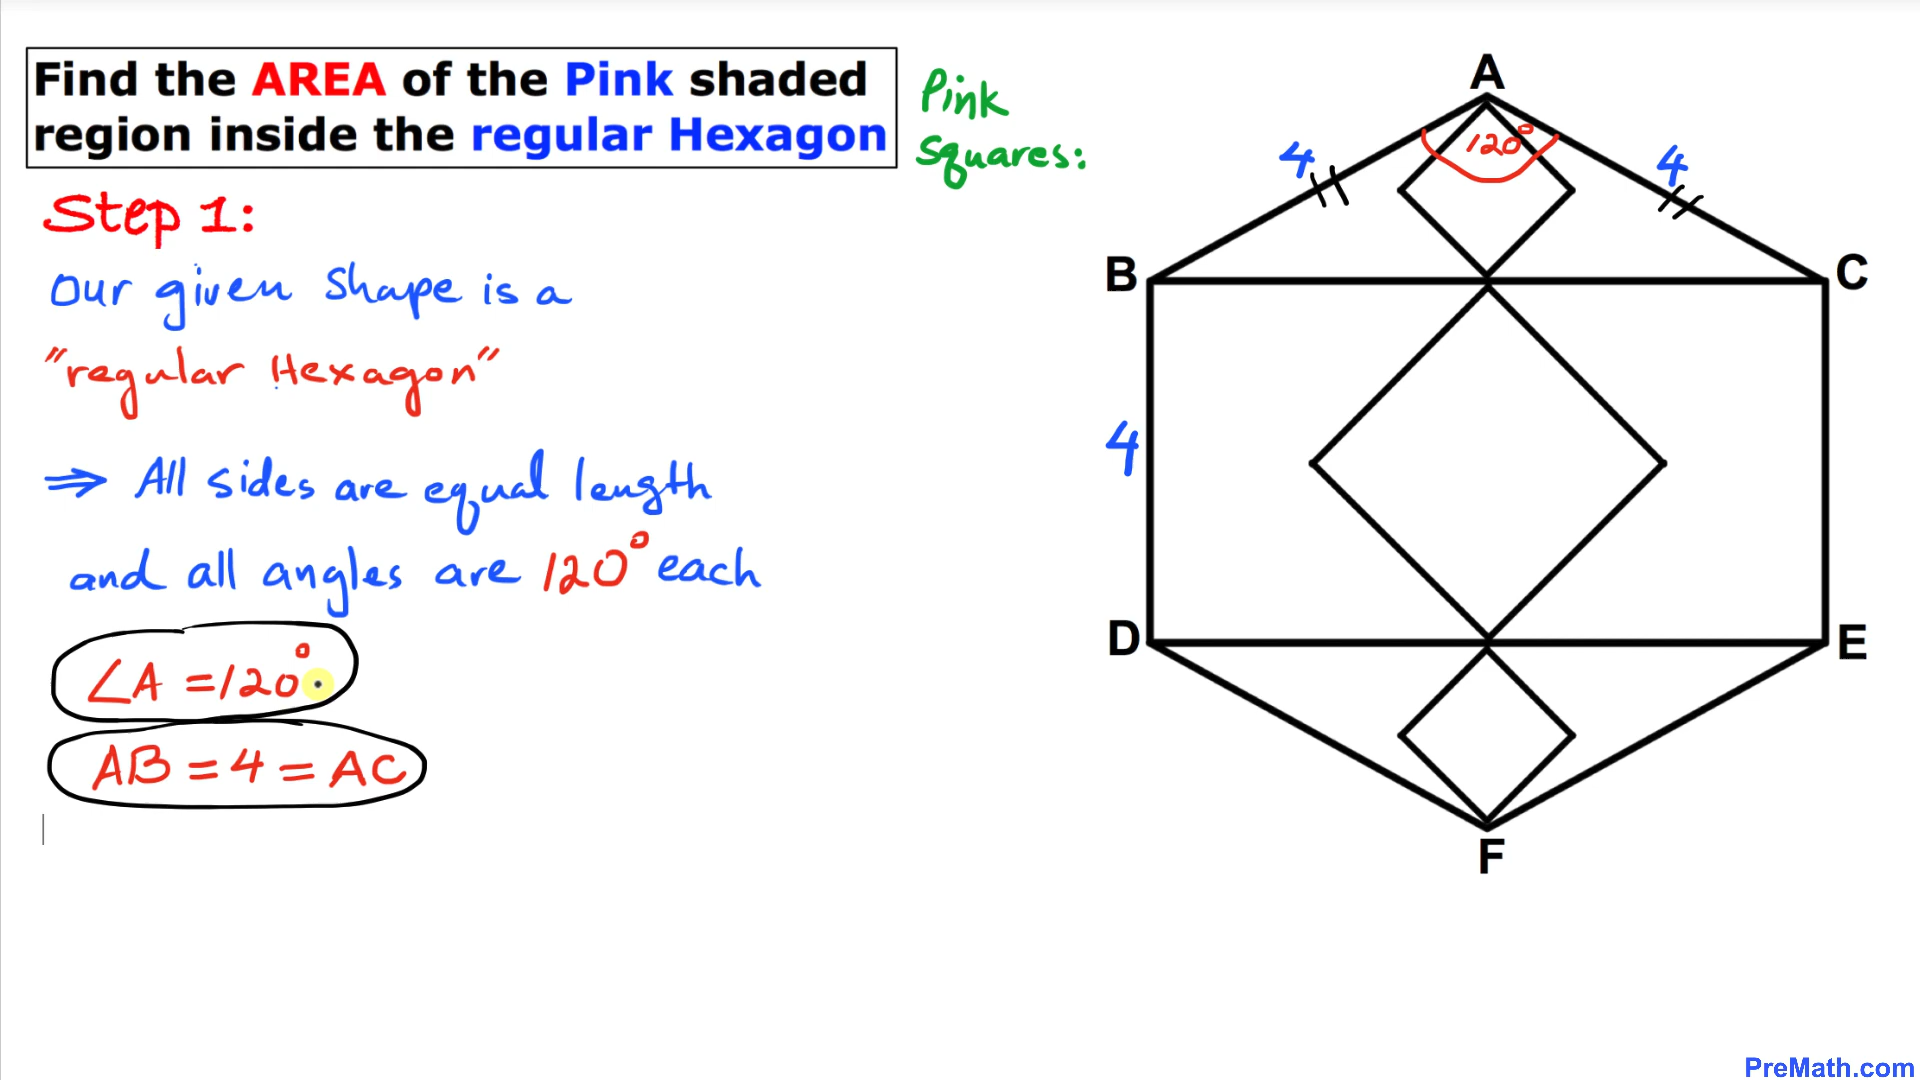 Find the AREA of the Pink shaded
region inside the regular Hexagon
Pink
Squares:
Step 1:
Our given shape is a
"regular Hexagon"
⇒ All sides are equal length
and all angles are 120° each
∠A = 120°
AB = 4 = AC
A
120°
4
4
B
C
4
D
E
F
PreMath.com